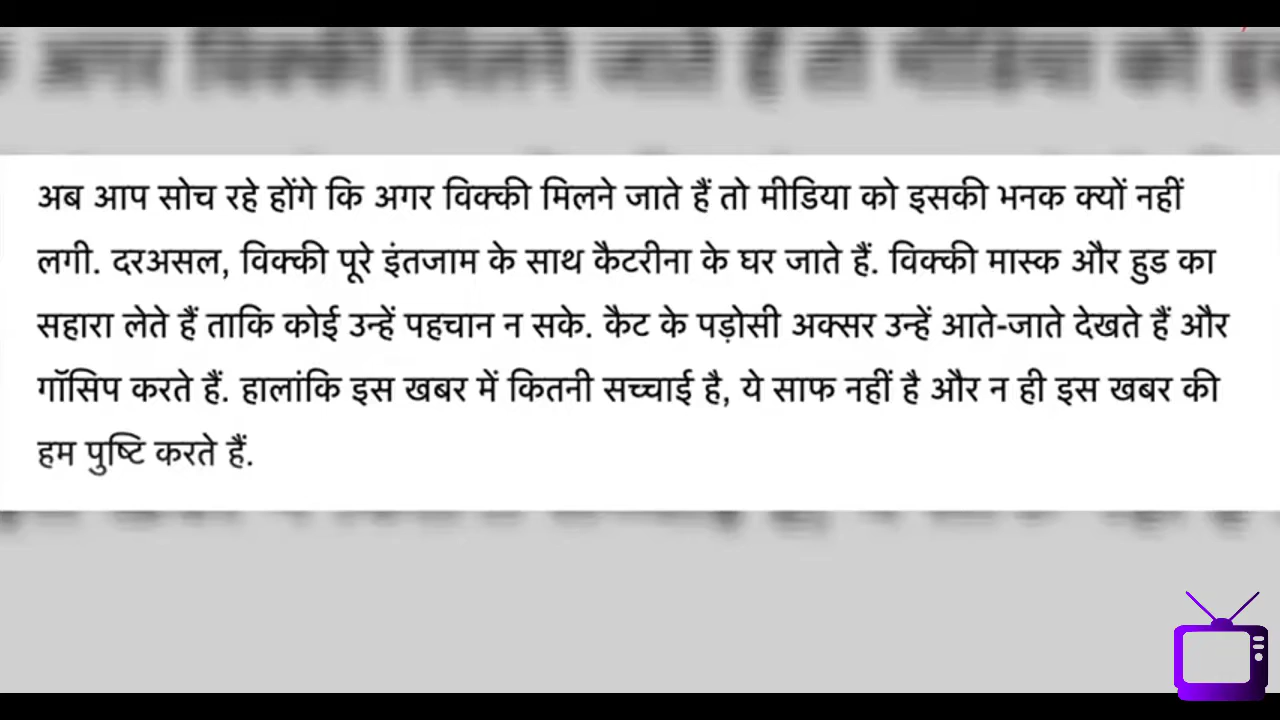 अब आप सोच रहे होंगे कि अगर विक्की मिलने जाते हैं तो मीडिया को इसकी भनक क्यों नहीं
लगी. दरअसल, विक्की पूरे इंतजाम के साथ कैटरीना के घर जाते हैं. विक्की मास्क और हुड का
सहारा लेते हैं ताकि कोई उन्हें पहचान न सके. कैट के पड़ोसी अक्सर उन्हें आते-जाते देखते हैं और
गॉसिप करते हैं. हालांकि इस खबर में कितनी सच्चाई है, ये साफ नहीं है और न ही इस खबर की
हम पुष्टि करते हैं.